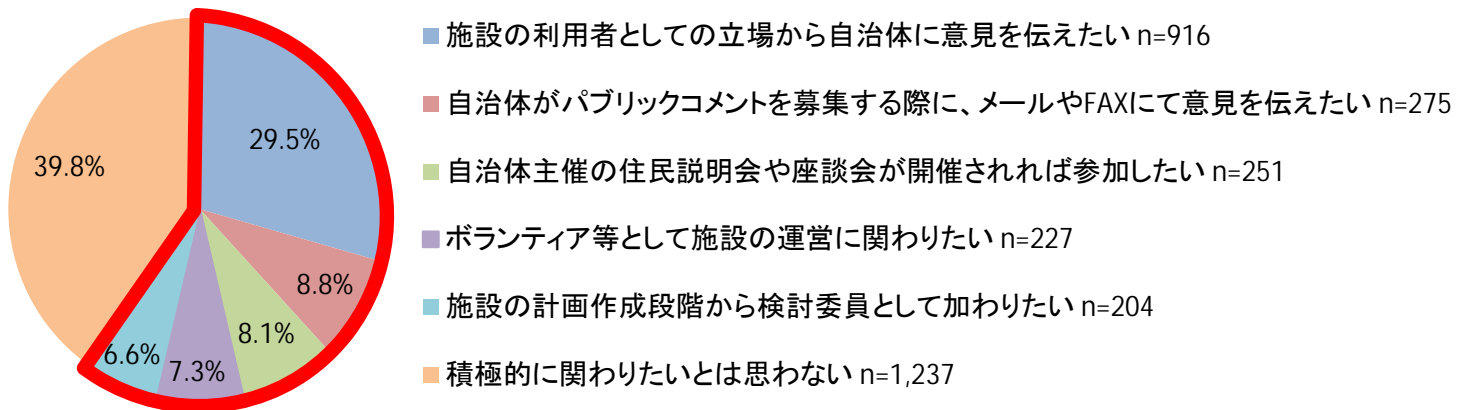 施設の利用者としての立場から自治体に意見を伝えたい n=916
自治体がパブリックコメントを募集する際に、メールやFAXにて意見を伝えたい n=275
自治体主催の住民説明会や座談会が開催されれば参加したい n=251
ボランティア等として施設の運営に関わりたい n=227
施設の計画作成段階から検討委員として加わりたい n=204
積極的に関わりたいとは思わない n=1,237
29.5%
8.8%
8.1%
7.3%
6.6%
39.8%